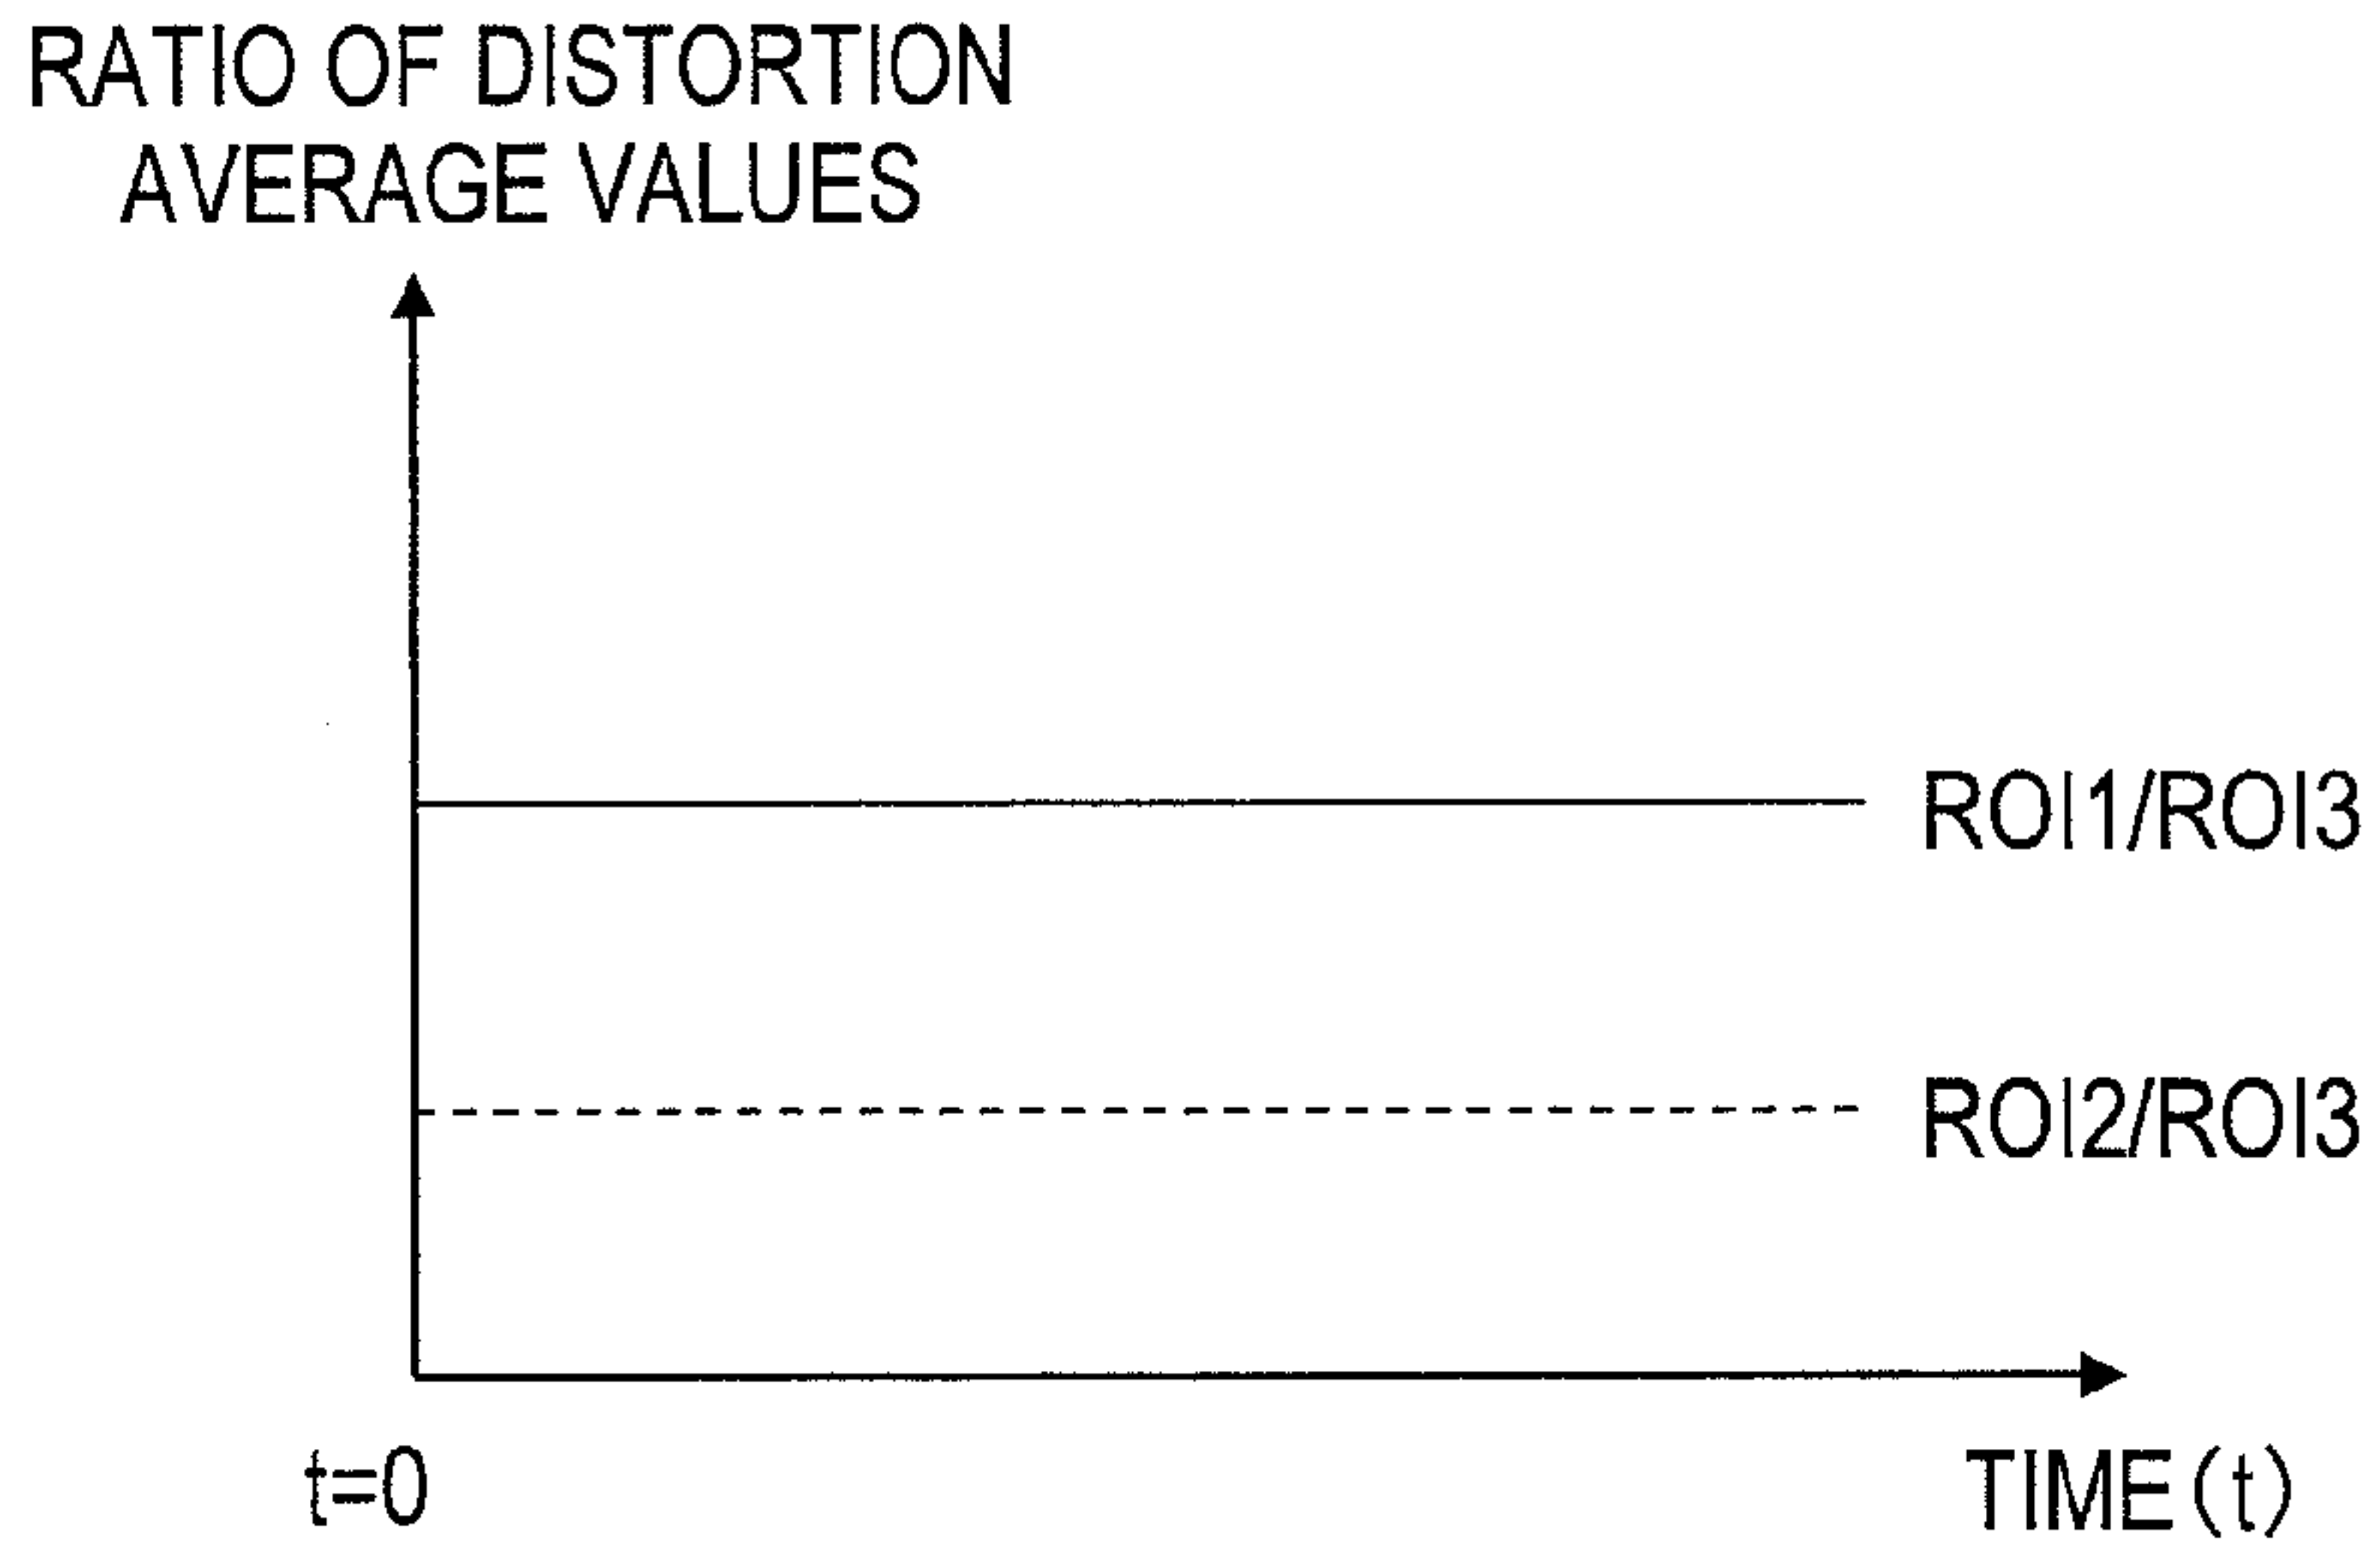 RATIO OF DISTORTION
AVERAGE VALUES
ROI1/ROI3
ROI2/ROI3
t=0
TIME(t)